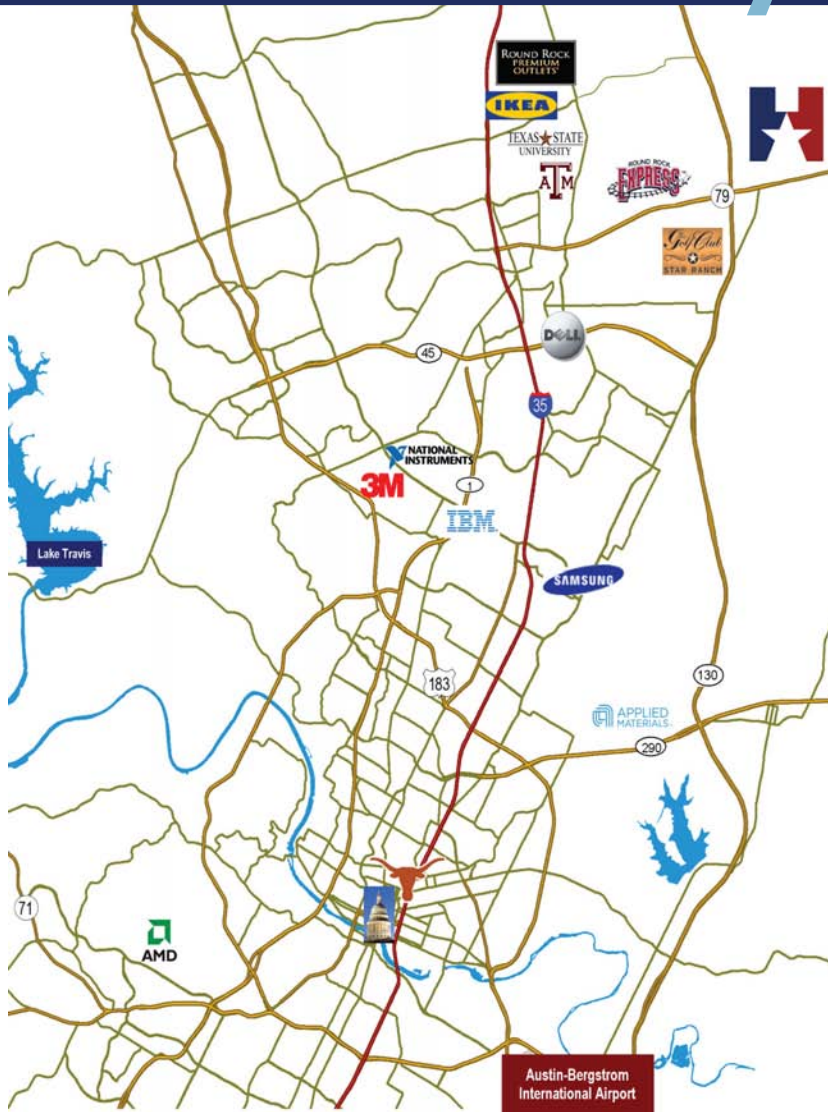 ROUND ROCK
PREMIUM
OUTLETS
IKEA
TEXAS STATE
UNIVERSITY
ATM
ROUND ROCK
EXPRESS
H
79
The
Golf Club
STAR RANCH
DELL
45
35
NATIONAL
INSTRUMENTS
3M
1
IBM
Lake Travis
SAMSUNG
183
130
APPLIED
MATERIALS
290
71
AMD
Austin-Bergstrom
International Airport